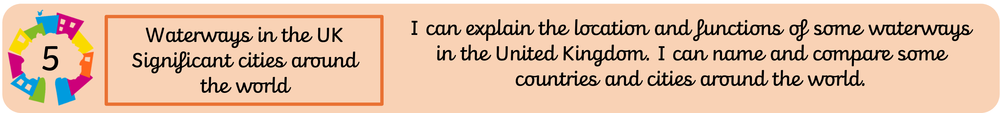 5
Waterways in the UK
Significant cities around
the world
I can explain the location and functions of some waterways
in the United Kingdom. I can name and compare some
countries and cities around the world.